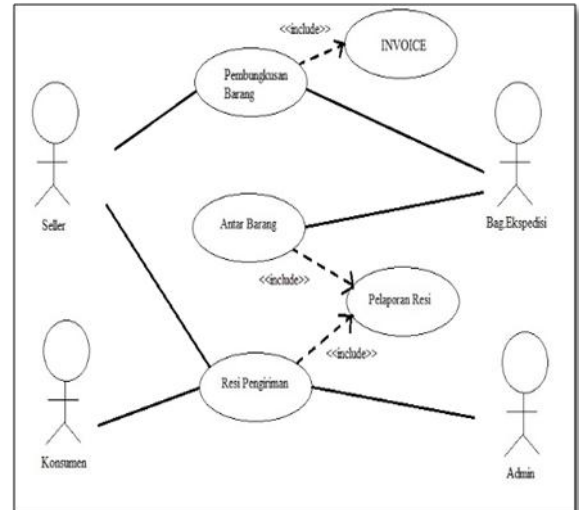 <<include>>
INVOICE
Pembungkusan
Barang
Seller
Bag.Ekspedisi
Antar Barang
<<include>>
Pelaporan Resi
<<include>>
Resi Pengiriman
Konsumen
Admin